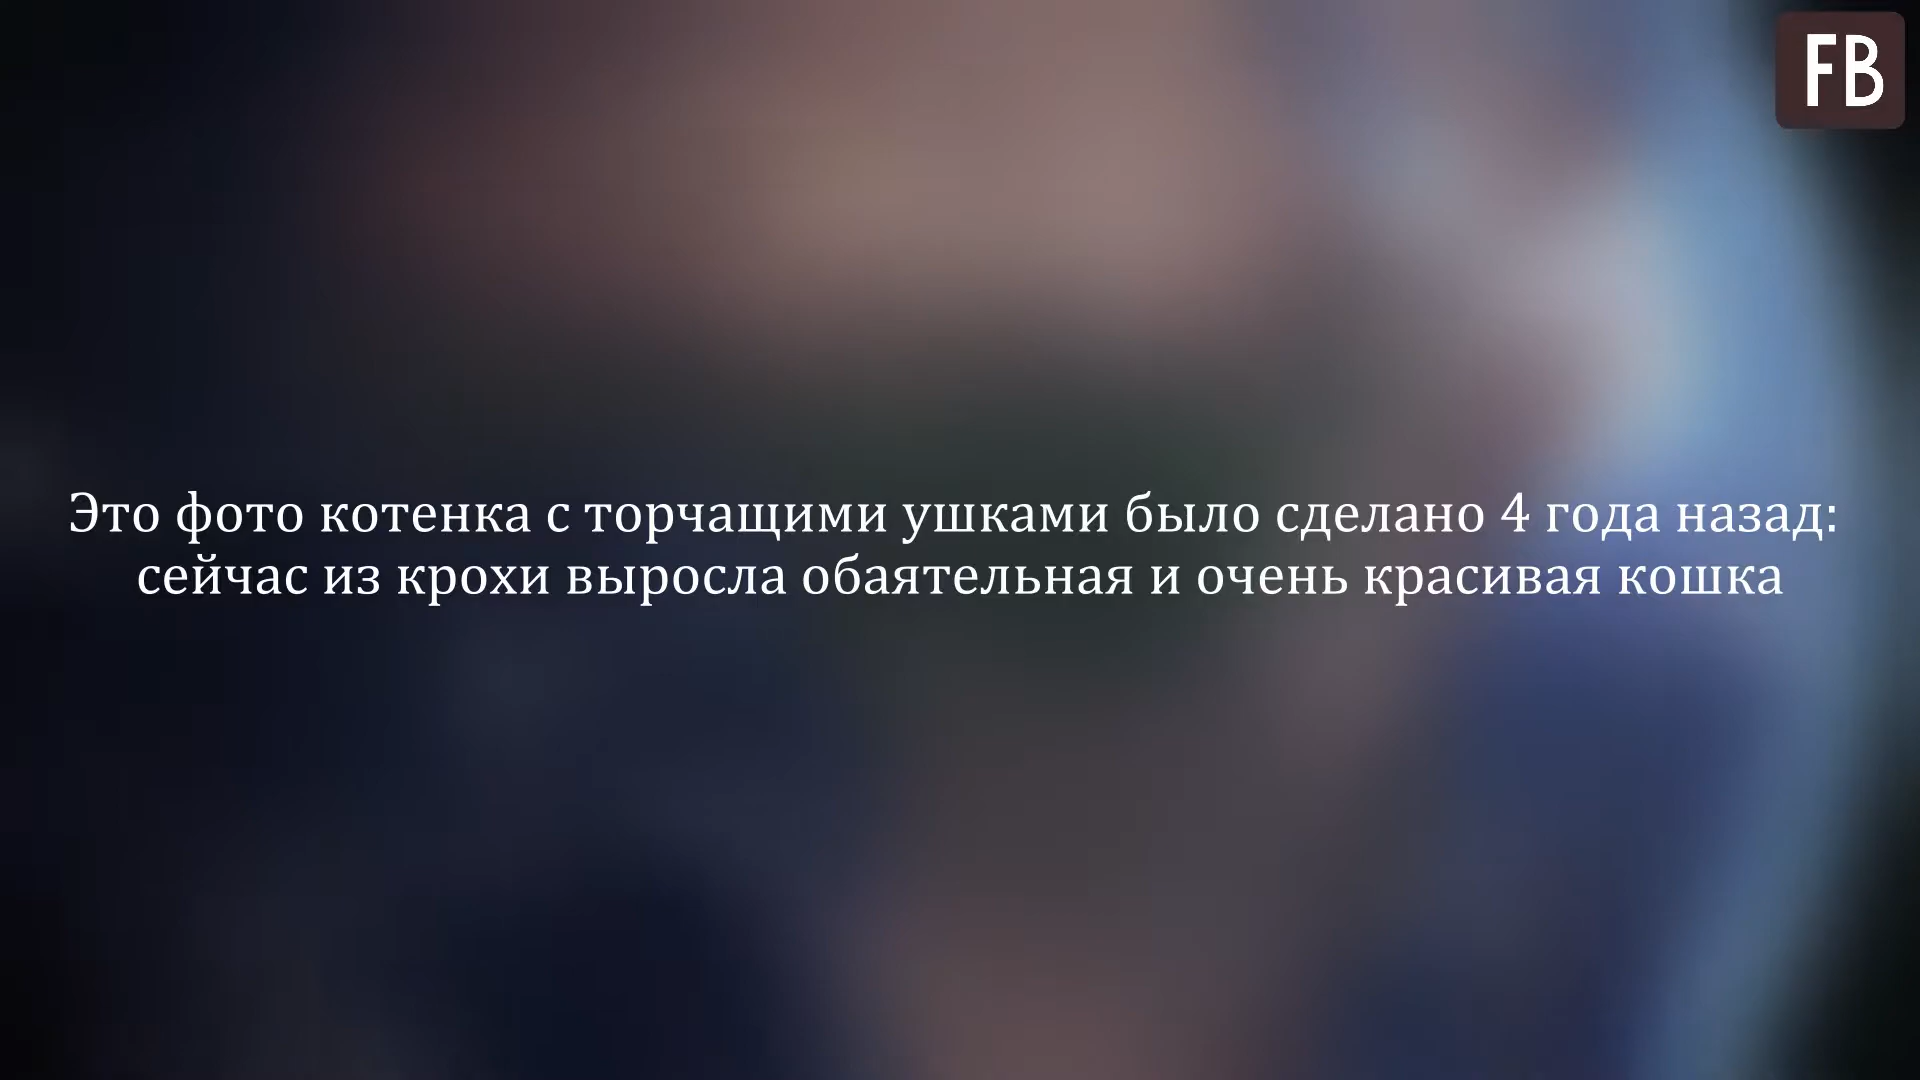 FB
Это фото котенка с торчащими ушками было сделано 4 года назад:
сейчас из крохи выросла обаятельная и очень красивая кошка